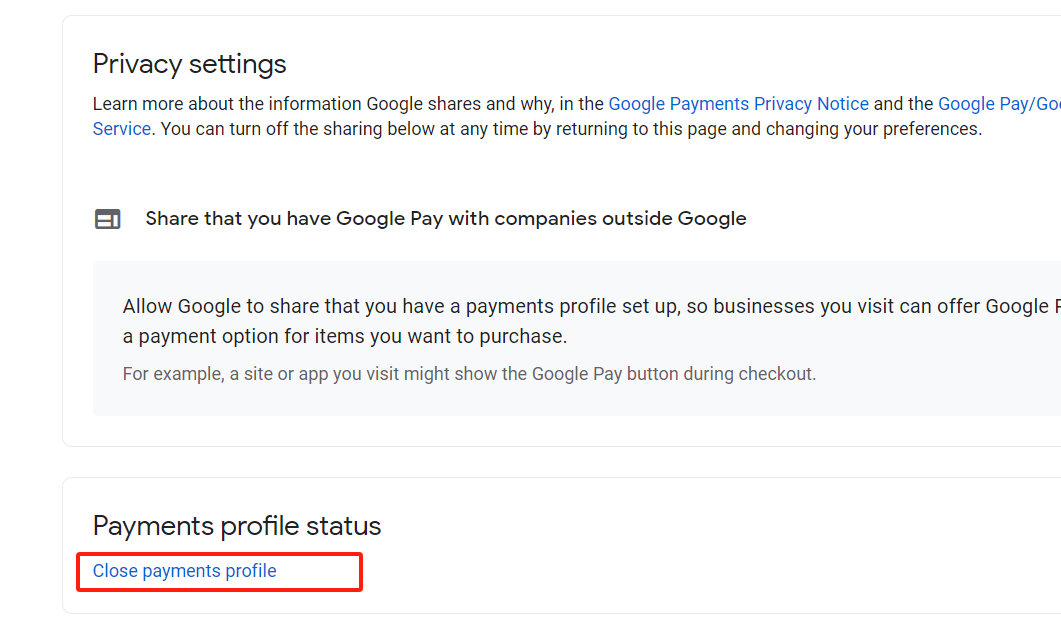 Privacy settings
Learn more about the information Google shares and why, in the Google Payments Privacy Notice and the Google Pay/
Service. You can turn off the sharing below at any time by returning to this page and changing your preferences.
Share that you have Google Pay with companies outside Google
Allow Google to share that you have a payments profile set up, so businesses you visit can offer Google
a payment option for items you want to purchase.
For example, a site or app you visit might show the Google Pay button during checkout.
Payments profile status
Close payments profile